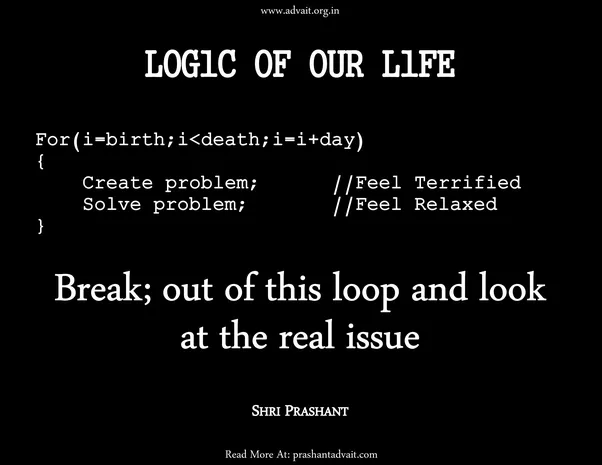 www.advait.org.in
LOG1C OF OUR L1FE
For(i=birth;i<death;i=i+day)
{
    Create problem;      //Feel Terrified
    Solve problem;       //Feel Relaxed
}
Break; out of this loop and look
at the real issue
Shri Prashant
Read More At: prashantadvait.com